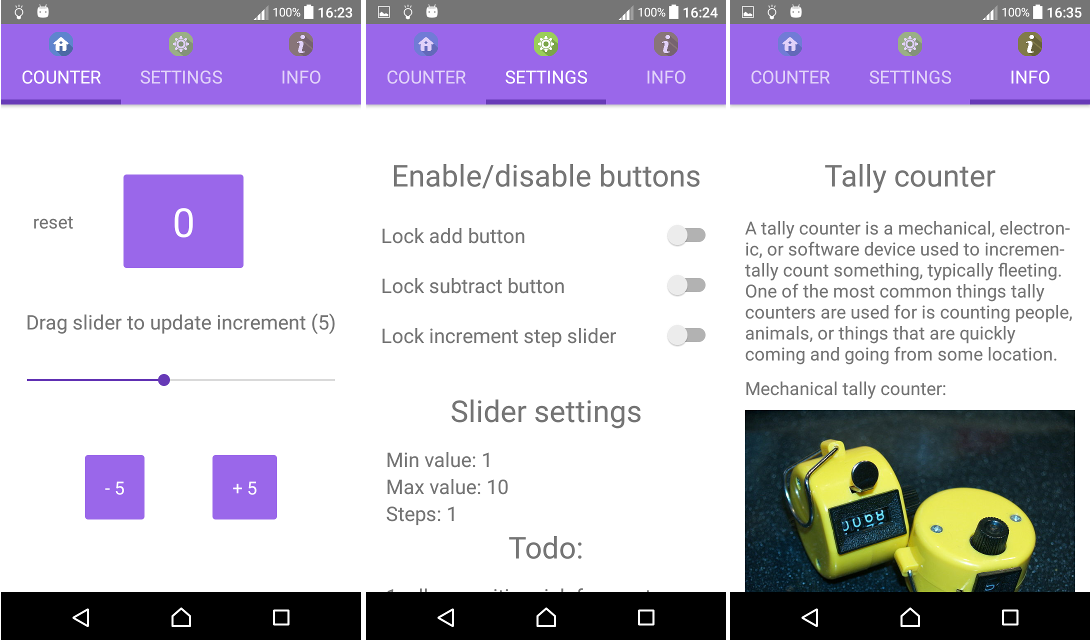 100% 16:23
COUNTER SETTINGS INFO
reset
0
Drag slider to update increment (5)
- 5
+ 5
100% 16:24
COUNTER SETTINGS INFO
Enable/disable buttons
Lock add button
Lock subtract button
Lock increment step slider
Slider settings
Min value: 1
Max value: 10
Steps: 1
Todo:
100% 16:35
COUNTER SETTINGS INFO
Tally counter
A tally counter is a mechanical, electron-
ic, or software device used to incremen-
tally count something, typically fleeting.
One of the most common things tally
counters are used for is counting people,
animals, or things that are quickly
coming and going from some location.
Mechanical tally counter: